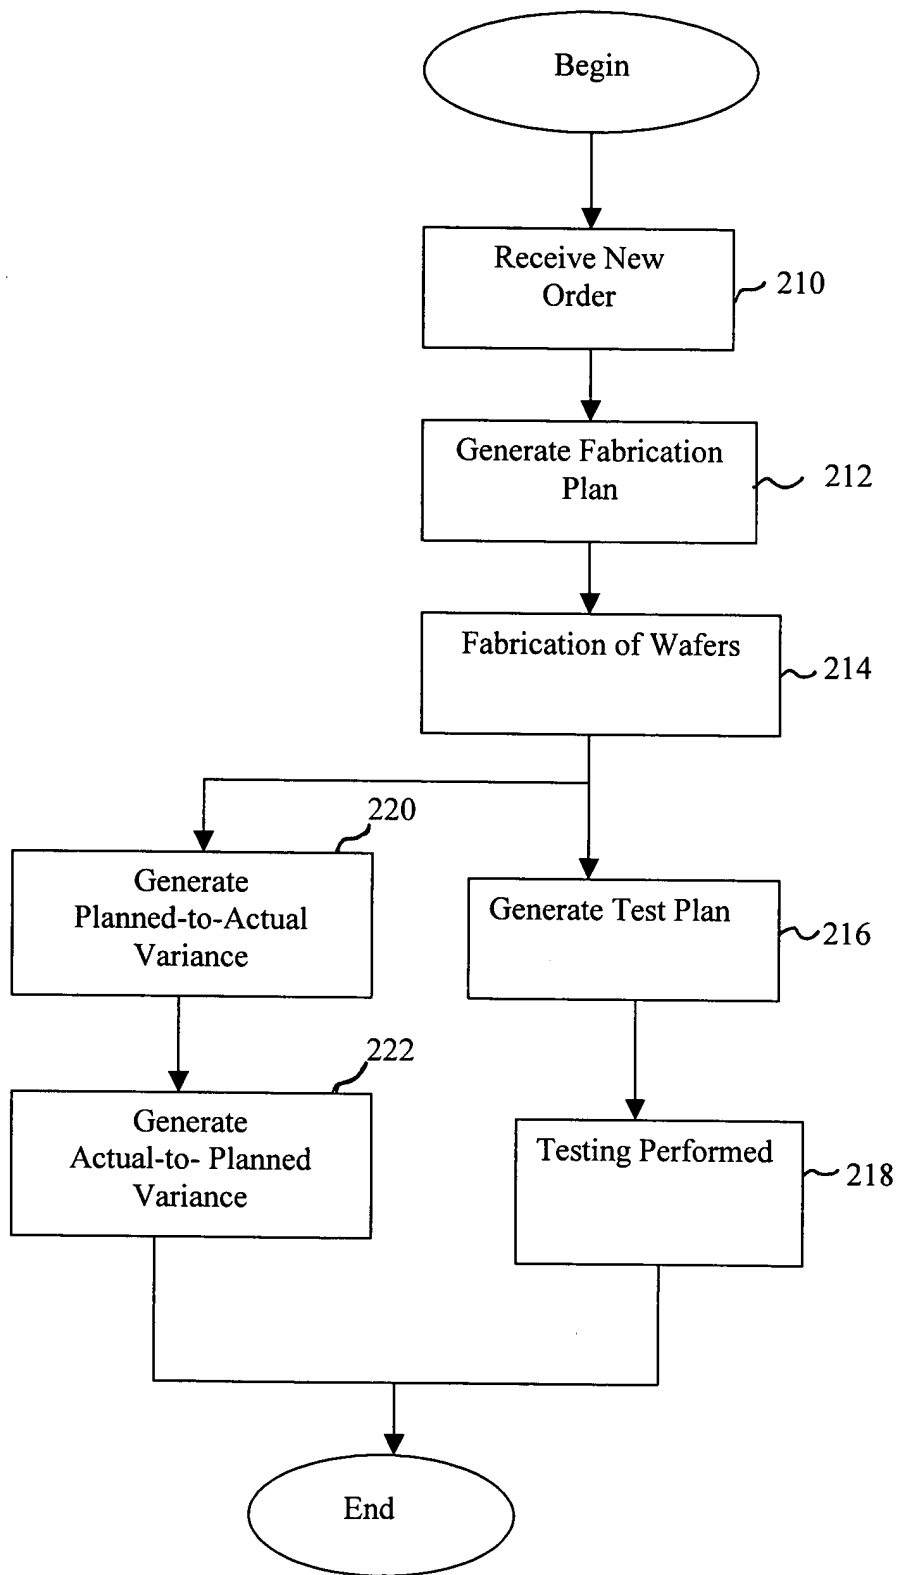 Begin
Receive New
Order
210
Generate Fabrication
Plan
212
Fabrication of Wafers
214
220
Generate
Planned-to-Actual
Variance
Generate Test Plan
216
222
Generate
Actual-to- Planned
Variance
Testing Performed
218
End